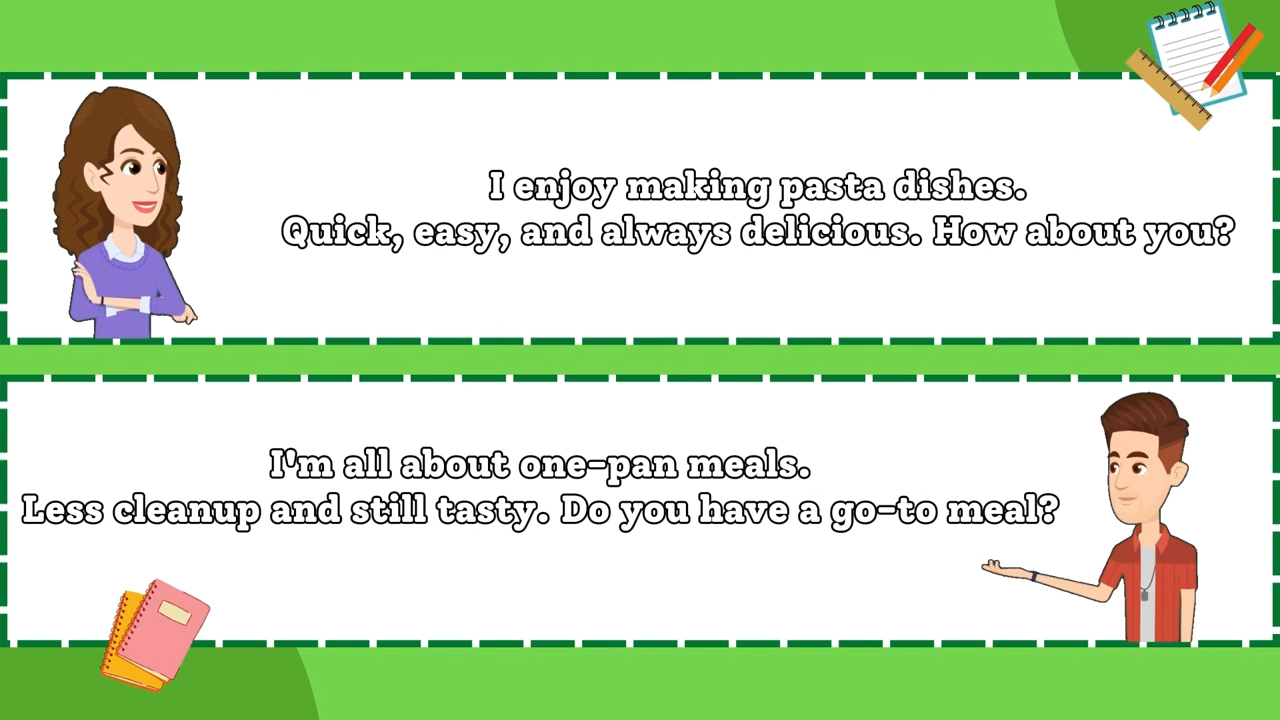 I enjoy making pasta dishes.
Quick, easy, and always delicious. How about you?
I'm all about one-pan meals.
Less cleanup and still tasty. Do you have a go-to meal?